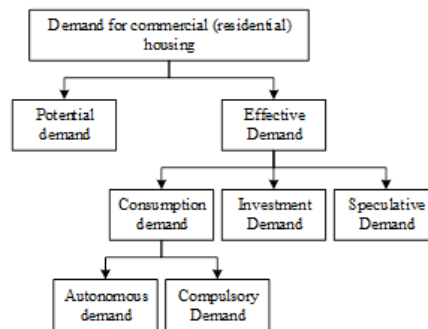 Demand for commercial (residential)
housing
Potential
demand
Effective
Demand
Consumption
demand
Investment
Demand
Speculative
Demand
Autonomous
demand
Compulsory
Demand